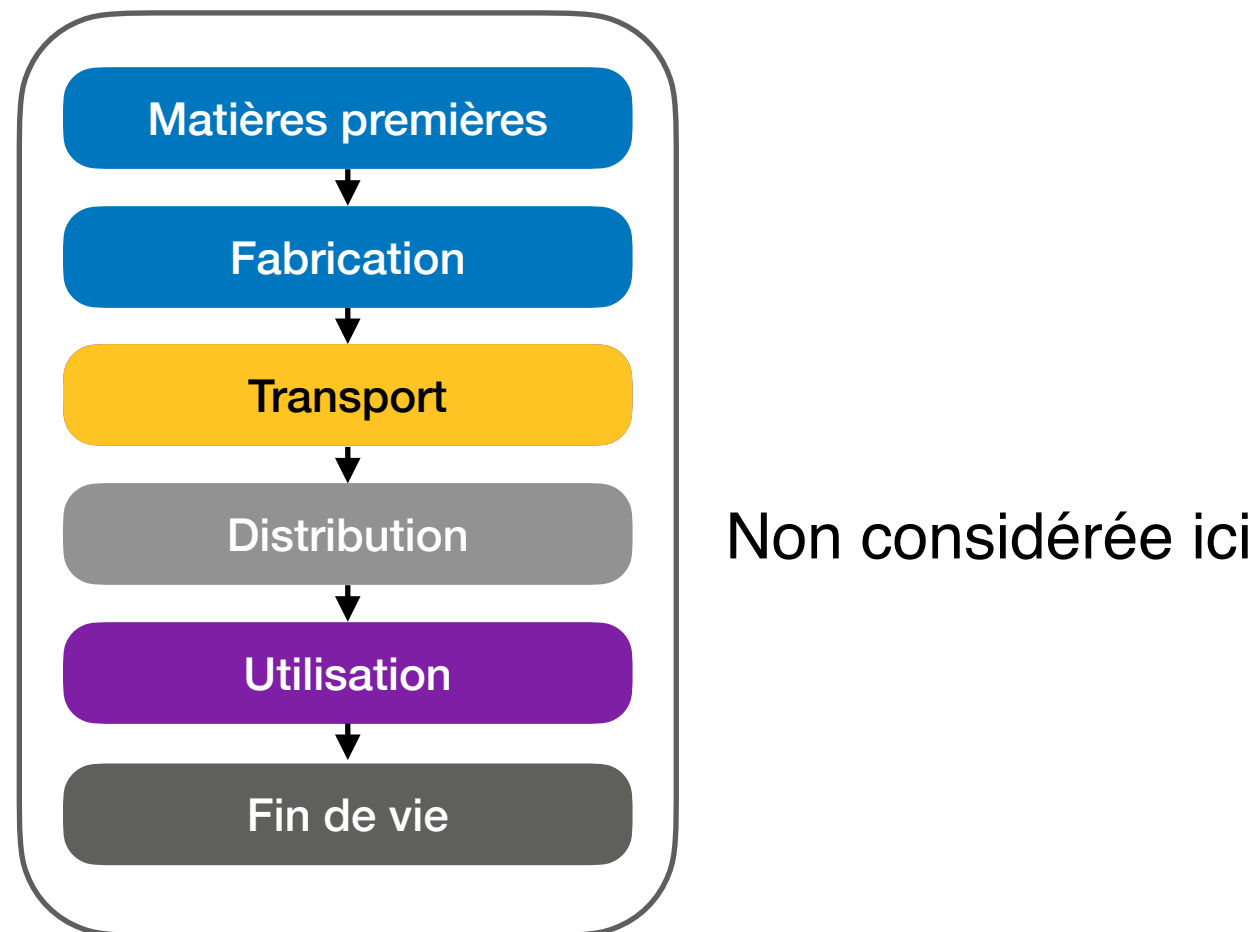 Matières premières
Fabrication
Transport
Distribution
Non considérée ici
Utilisation
Fin de vie